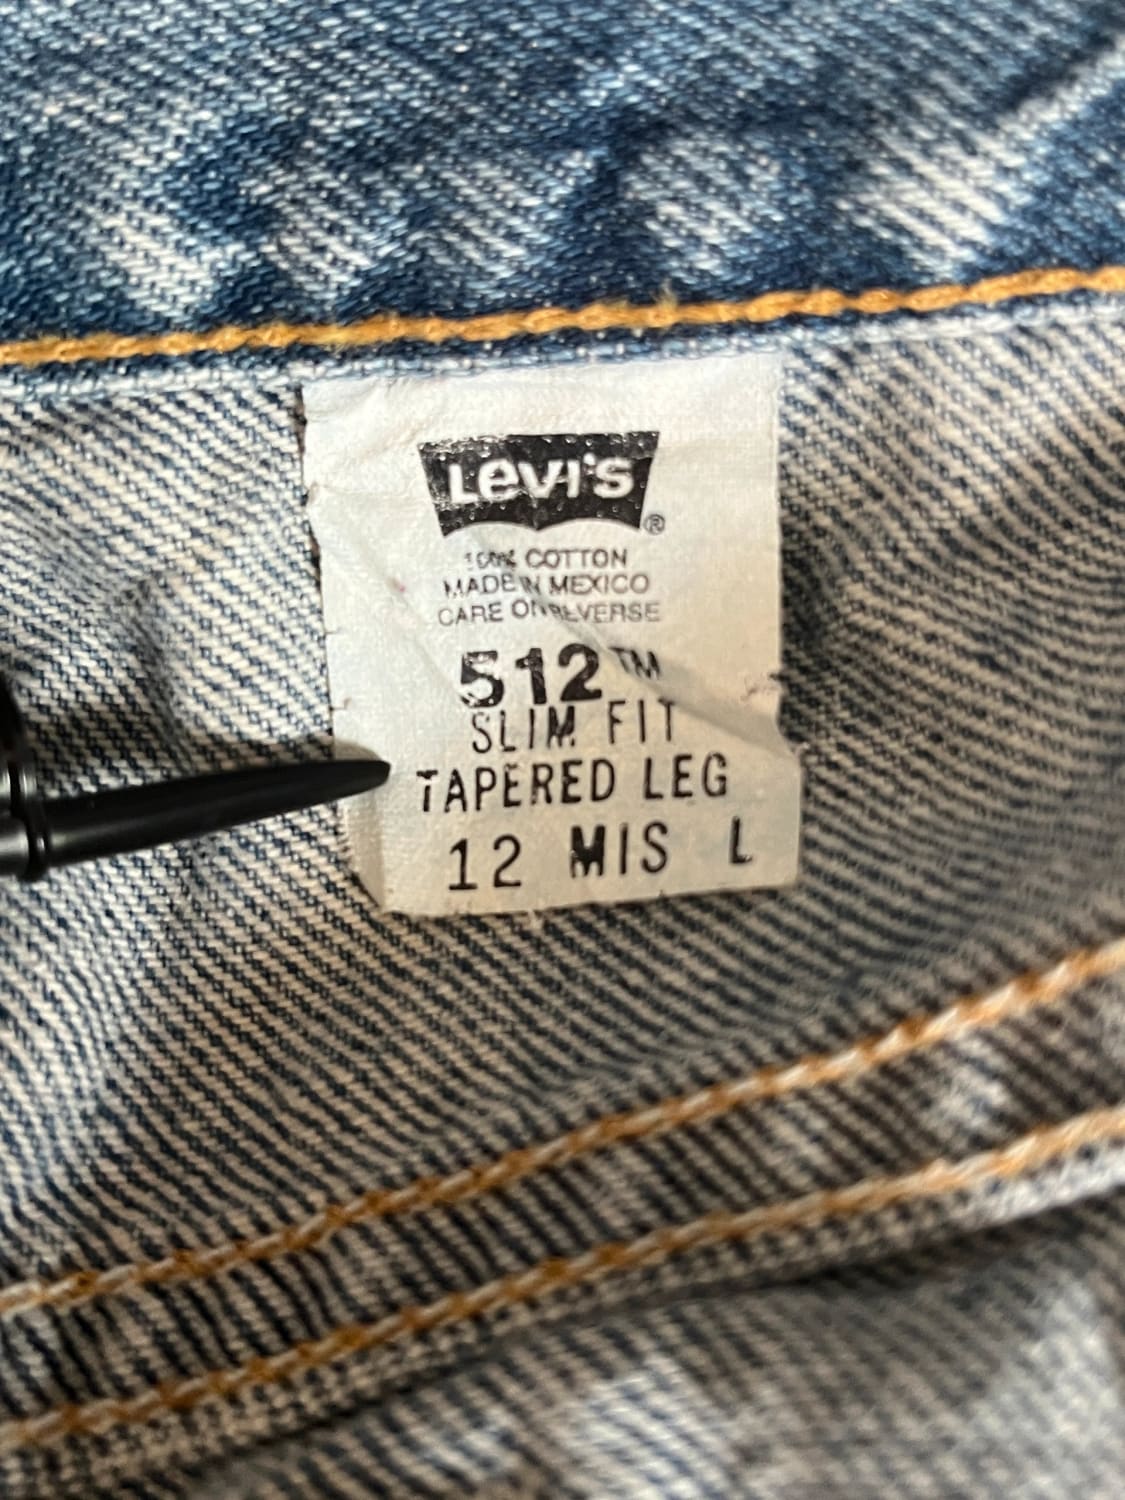 Levi's ®
100% COTTON
MADE IN MEXICO
CARE ON REVERSE
512™
SLIM FIT
TAPERED LEG
12 MIS L